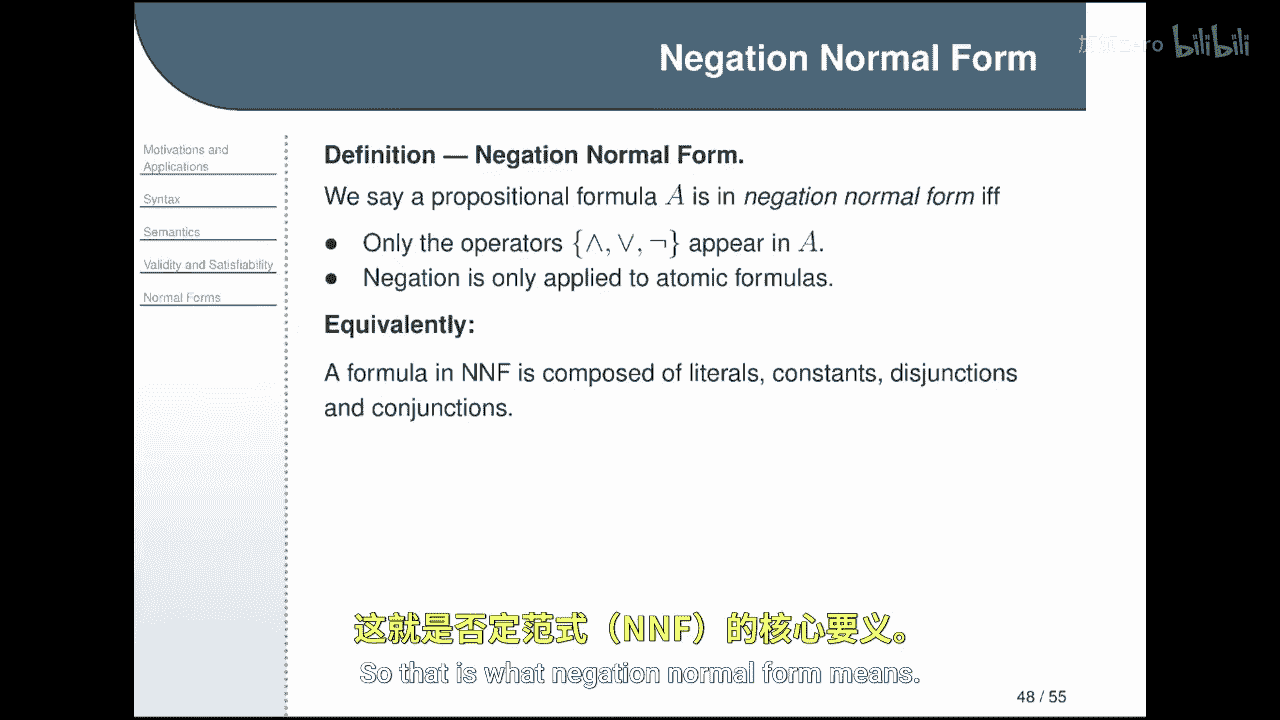 Negation Normal Form
bilibili
Motivations and
Applications
Syntax
Semantics
Validity and Satisfiability
Normal Forms
Definition — Negation Normal Form.
We say a propositional formula A is in negation normal form iff
● Only the operators {∧, ∨, ¬} appear in A.
● Negation is only applied to atomic formulas.
Equivalently:
A formula in NNF is composed of literals, constants, disjunctions
and conjunctions.
这就是否定范式（NNF）的核心要义。
So that is what negation normal form means.
48 / 55